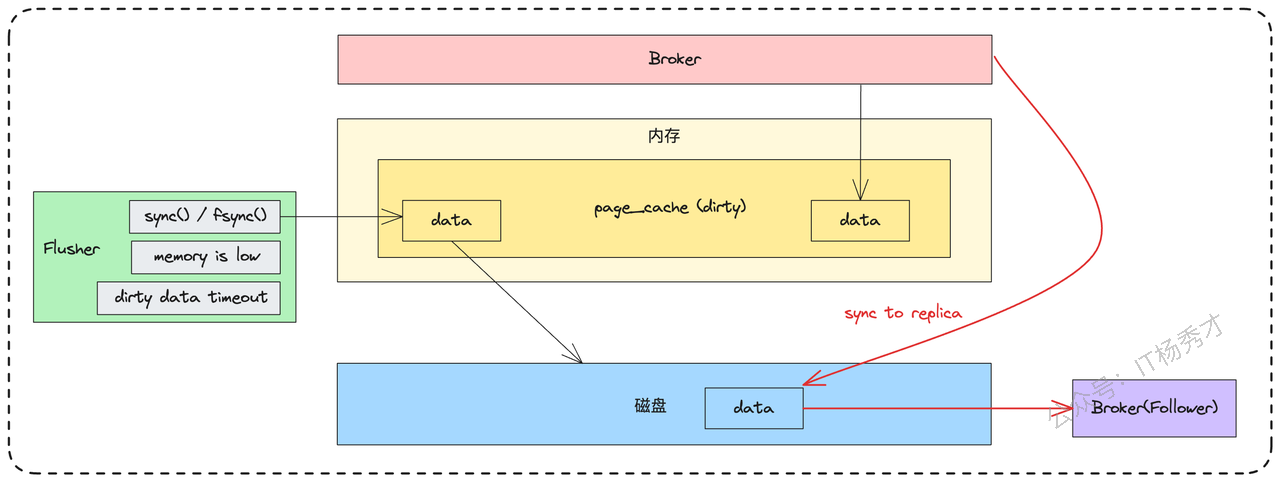 Broker
内存
page_cache (dirty)
data
data
Flusher
sync() / fsync()
memory is low
dirty data timeout
sync to replica
磁盘
data
Broker(Follower)
公众号：IT杨秀才